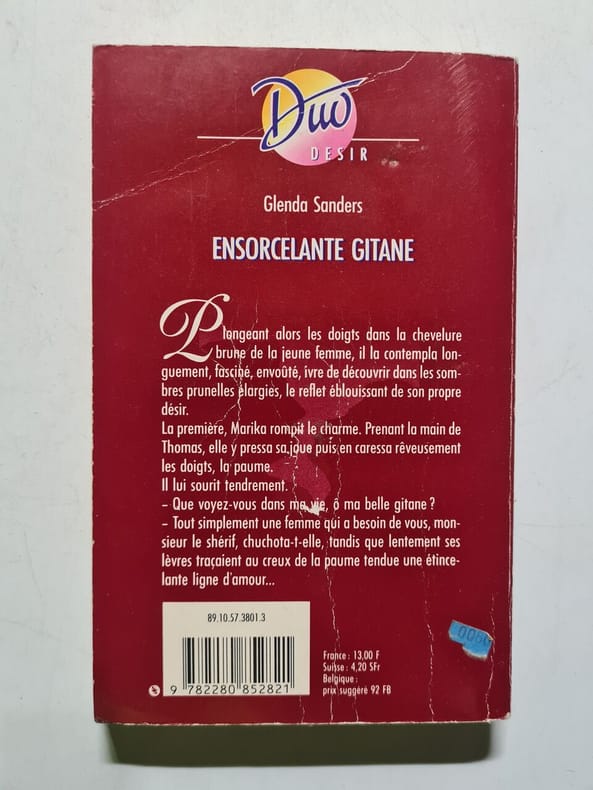 Duo
DESIR
Glenda Sanders
ENSORCELANTE GITANE
Plongeant alors les doigts dans la chevelure
brune de la jeune femme, il la contempla lon-
guement, fasciné, envoûté, ivre de découvrir dans les som-
bres prunelles élargies, le reflet éblouissant de son propre
désir.
La première, Marika rompit le charme. Prenant la main de
Thomas, elle y pressa sa joue puis en caressa rêveusement
les doigts, la paume.
Il lui sourit tendrement.
– Que voyez-vous dans ma vie, ô ma belle gitane ?
– Tout simplement une femme qui a besoin de vous, mon-
sieur le shérif, chuchota-t-elle, tandis que lentement ses
lèvres traçaient au creux de la paume tendue une étince-
lante ligne d'amour...
89.10.57.3801.3
9 782280 852821
France : 13,00 F
Suisse : 4,20 SFr
Belgique :
prix suggéré 92 FB